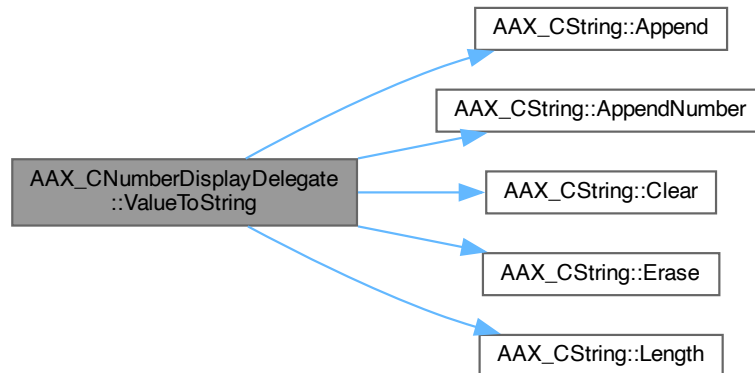 AAX_CString::Append
AAX_CString::AppendNumber
AAX_CNumberDisplayDelegate
::ValueToString
AAX_CString::Clear
AAX_CString::Erase
AAX_CString::Length